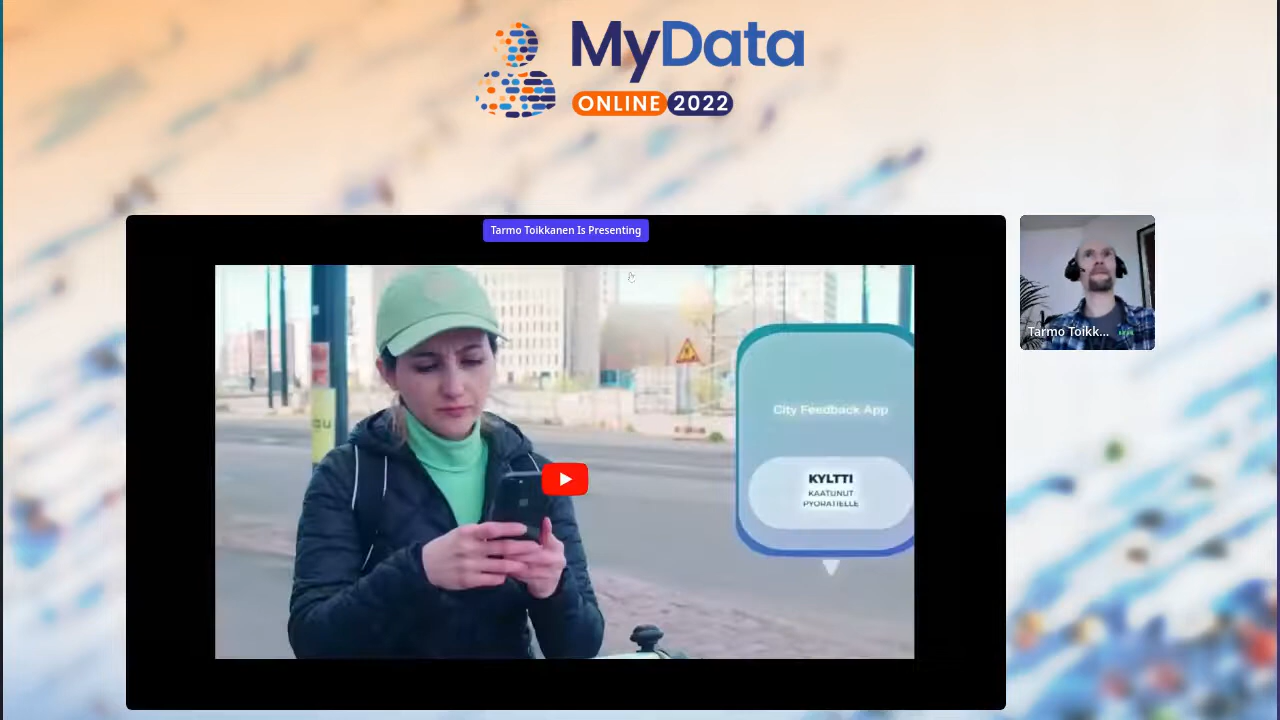 MyData
ONLINE 2022
Tarmo Toikkanen Is Presenting
City Feedback App
KYLTTI
KAATUNUT
PYÖRÄTIELLE
Tarmo Toikk...